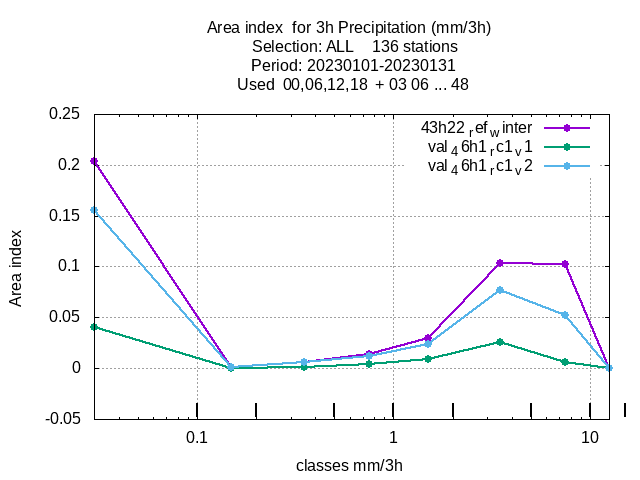 Area index  for 3h Precipitation (mm/3h)
Selection: ALL    136 stations
Period: 20230101-20230131
Used  00,06,12,18  + 03 06 ... 48
0.25
0.2
0.15
0.1
0.05
0
-0.05
Area index
43h22_ref_winter
val_46h1_rc1_v1
val_46h1_rc1_v2
0.1
1
10
classes mm/3h